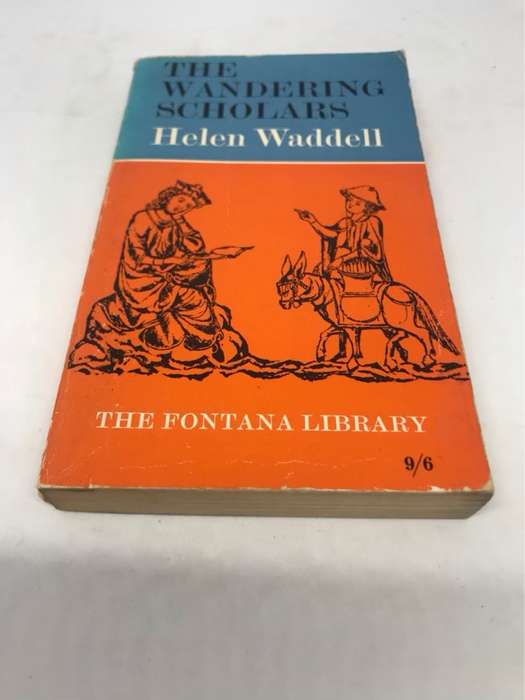 THE
WANDERING
SCHOLARS
Helen Waddell
THE FONTANA LIBRARY
9/6